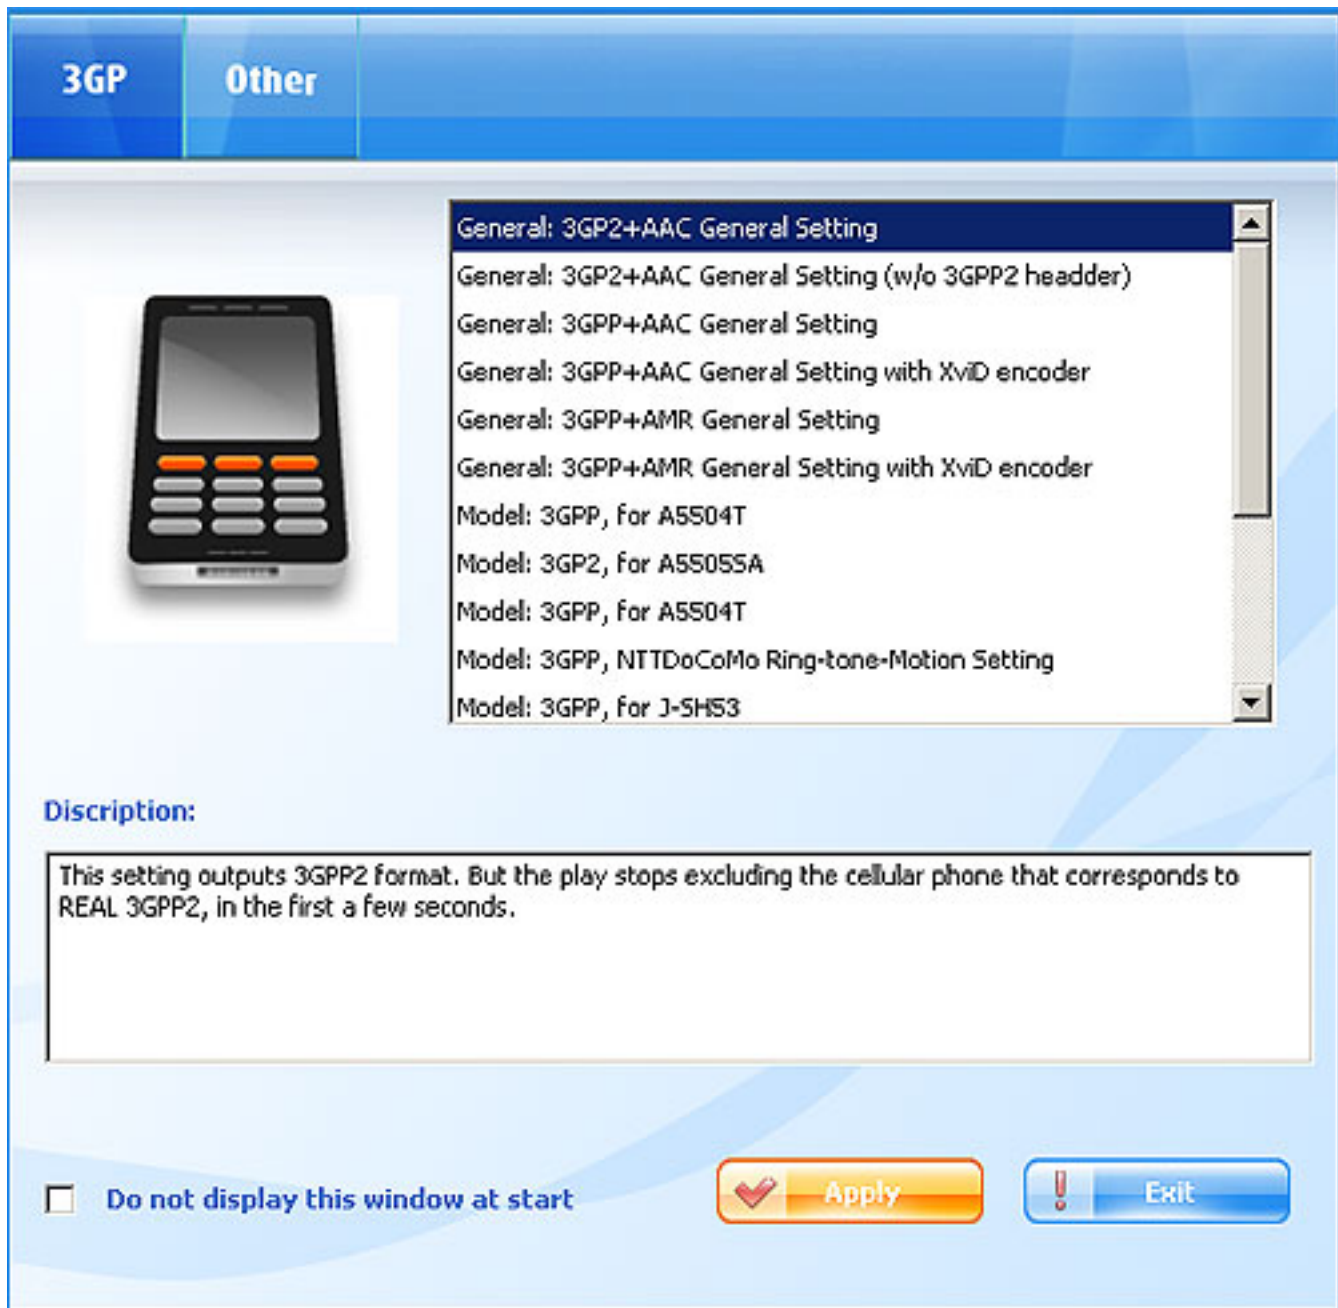 3GP
Other
General: 3GP2+AAC General Setting
General: 3GP2+AAC General Setting (w/o 3GPP2 headder)
General: 3GPP+AAC General Setting
General: 3GPP+AAC General Setting with XviD encoder
General: 3GPP+AMR General Setting
General: 3GPP+AMR General Setting with XviD encoder
Model: 3GPP, for A5504T
Model: 3GP2, for A5505SA
Model: 3GPP, for A5504T
Model: 3GPP, NTTDoCoMo Ring-tone-Motion Setting
Model: 3GPP, for J-SH53
Discription:
This setting outputs 3GPP2 format. But the play stops excluding the cellular phone that corresponds to
REAL 3GPP2, in the first a few seconds.
Do not display this window at start
Apply
Exit